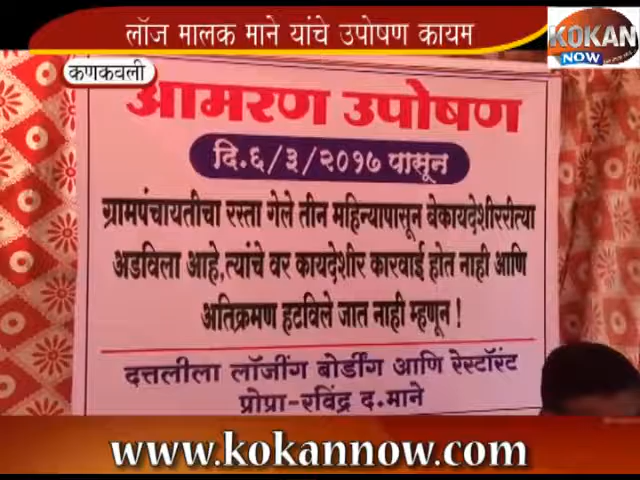 लॉज मालक माने यांचे उपोषण कायम
KOKAN
NOW
कणकवली
आमरण उपोषण
दि.६/३/२०१७ पासून
ग्रामपंचायतीचा रस्ता गेले तीन महिन्यापासून बेकायदेशीररीत्या
अडविला आहे,त्यांचे वर कायदेशीर कारवाई होत नाही आणि
अतिक्रमण हटविले जात नाही म्हणून !
दत्तलीला लॉजींग बोर्डींग आणि रेस्टॉरंट
प्रोप्रा-रविंद्र द.माने
www.kokannow.com